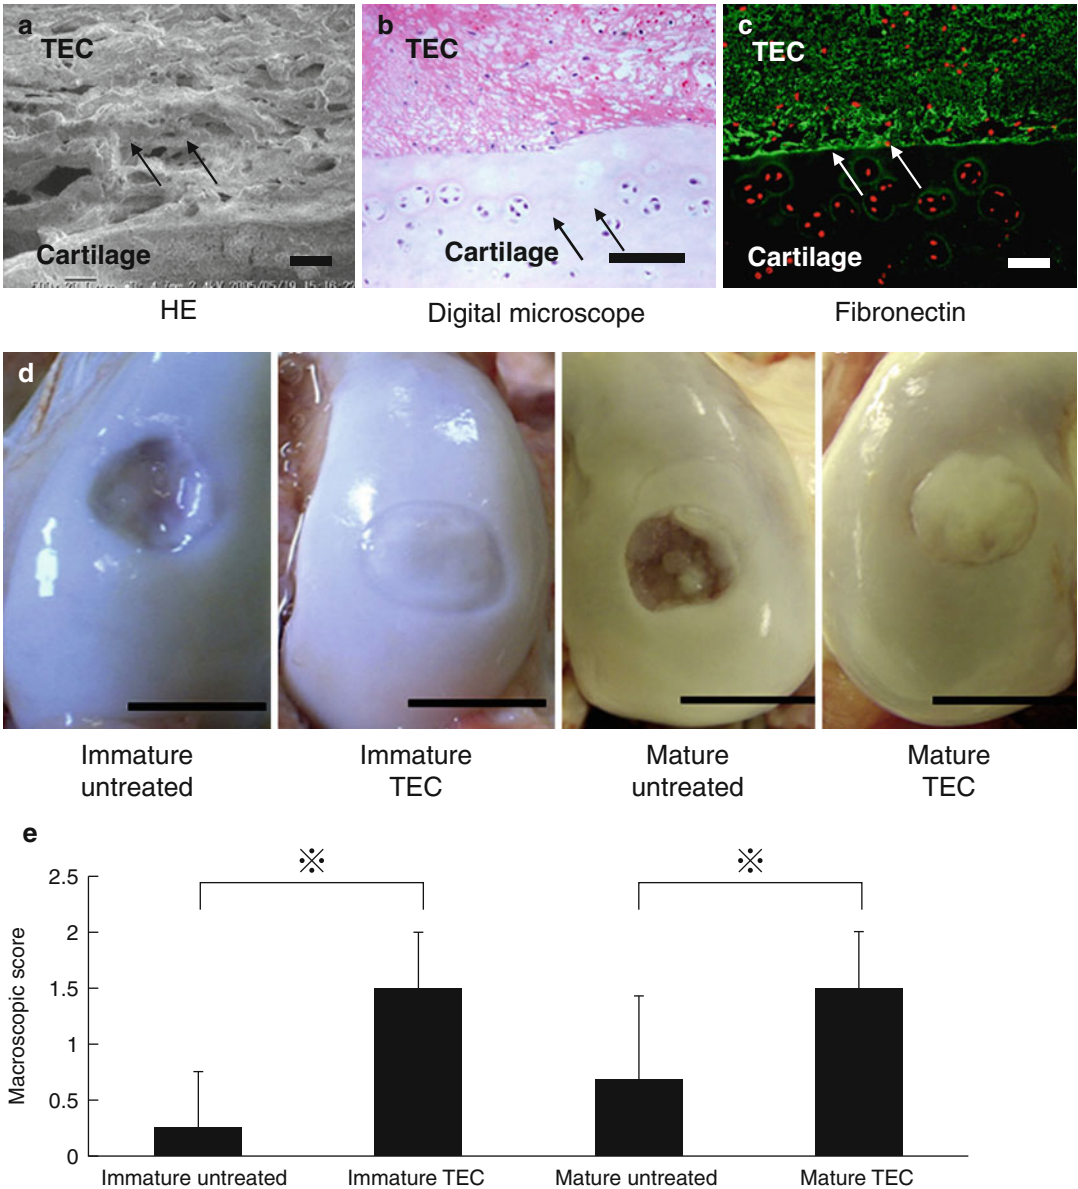 a
TEC
Cartilage
HE
b
TEC
Cartilage
Digital microscope
c
TEC
Cartilage
Fibronectin
d
Immature
untreated
Immature
TEC
Mature
untreated
Mature
TEC
e
※
※
Macroscopic score
2.5
2
1.5
1
0.5
0
Immature untreated
Immature TEC
Mature untreated
Mature TEC